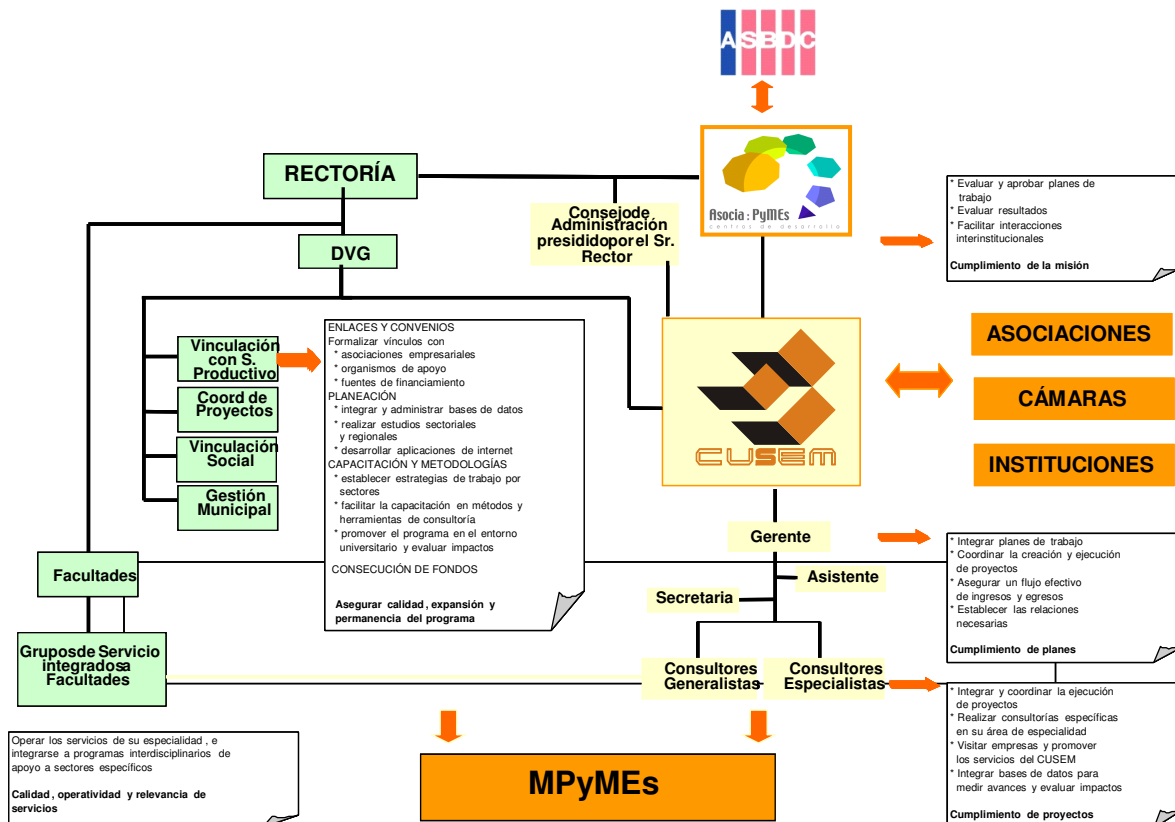 ASBDC
RECTORÍA
Asocia : PyMEs
centros de desarrollo
Consejode
Administración
presididoporel Sr.
Rector
* Evaluar y aprobar planes de
trabajo
* Evaluar resultados
* Facilitar interacciones
interinstitucionales
Cumplimiento de la misión
DVG
Vinculación
con S.
Productivo
Coord de
Proyectos
Vinculación
Social
Gestión
Municipal
ENLACES Y CONVENIOS
Formalizar vínculos con
* asociaciones empresariales
* organismos de apoyo
* fuentes de financiamiento
PLANEACIÓN
* integrar y administrar bases de datos
* realizar estudios sectoriales
y regionales
* desarrollar aplicaciones de internet
CAPACITACIÓN Y METODOLOGÍAS
* establecer estrategias de trabajo por
sectores
* facilitar la capacitación en métodos y
herramientas de consultoría
* promover el programa en el entorno
universitario y evaluar impactos
CONSECUCIÓN DE FONDOS
Asegurar calidad, expansión y
permanencia del programa
CUSEM
ASOCIACIONES
CÁMARAS
INSTITUCIONES
Gerente
Asistente
Secretaria
* Integrar planes de trabajo
* Coordinar la creación y ejecución
de proyectos
* Asegurar un flujo efectivo
de ingresos y egresos
* Establecer las relaciones
necesarias
Cumplimiento de planes
Facultades
Gruposde Servicio
integradosa
Facultades
Consultores
Generalistas
Consultores
Especialistas
* Integrar y coordinar la ejecución
de proyectos
* Realizar consultorías específicas
en su área de especialidad
* Visitar empresas y promover
los servicios del CUSEM
* Integrar bases de datos para
medir avances y evaluar impactos
Cumplimiento de proyectos
Operar los servicios de su especialidad , e
integrarse a programas interdisciplinarios de
apoyo a sectores específicos
Calidad, operatividad y relevancia de
servicios
MPyMEs